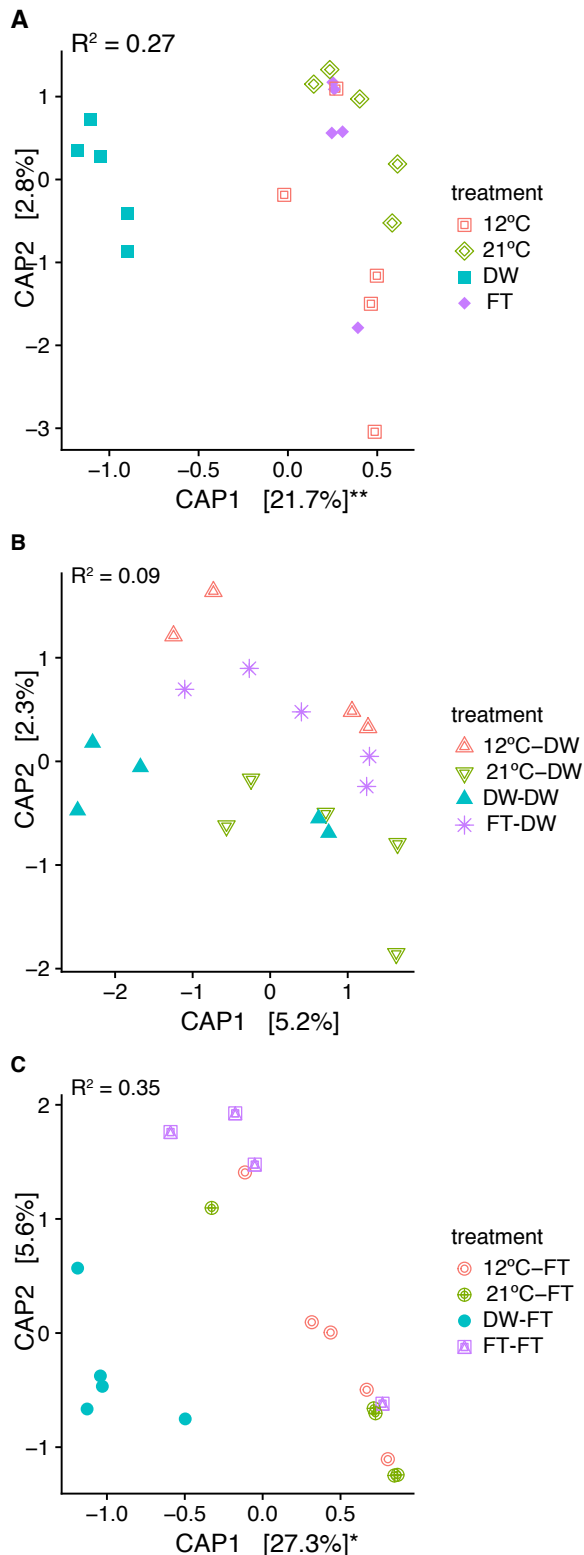 A
R² = 0.27
1
0
−1
−2
−3
CAP2 [2.8%]
−1.0 −0.5 0.0 0.5
CAP1 [21.7%]**
treatment
12ºC
21ºC
DW
FT
B
R² = 0.09
1
0
−1
−2
CAP2 [2.3%]
−2 −1 0 1
CAP1 [5.2%]
treatment
12ºC−DW
21ºC−DW
DW-DW
FT-DW
C
R² = 0.35
2
1
0
−1
CAP2 [5.6%]
−1.0 −0.5 0.0 0.5
CAP1 [27.3%]*
treatment
12ºC−FT
21ºC−FT
DW-FT
FT-FT